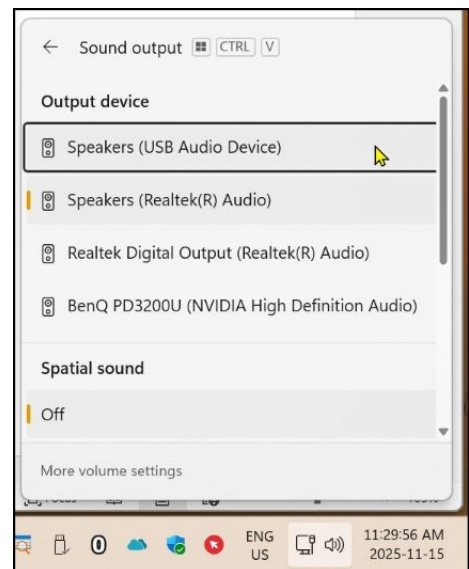 Sound output CTRL V
Output device
Speakers (USB Audio Device)
Speakers (Realtek(R) Audio)
Realtek Digital Output (Realtek(R) Audio)
BenQ PD3200U (NVIDIA High Definition Audio)
Spatial sound
Off
More volume settings
ENG
US
11:29:56 AM
2025-11-15